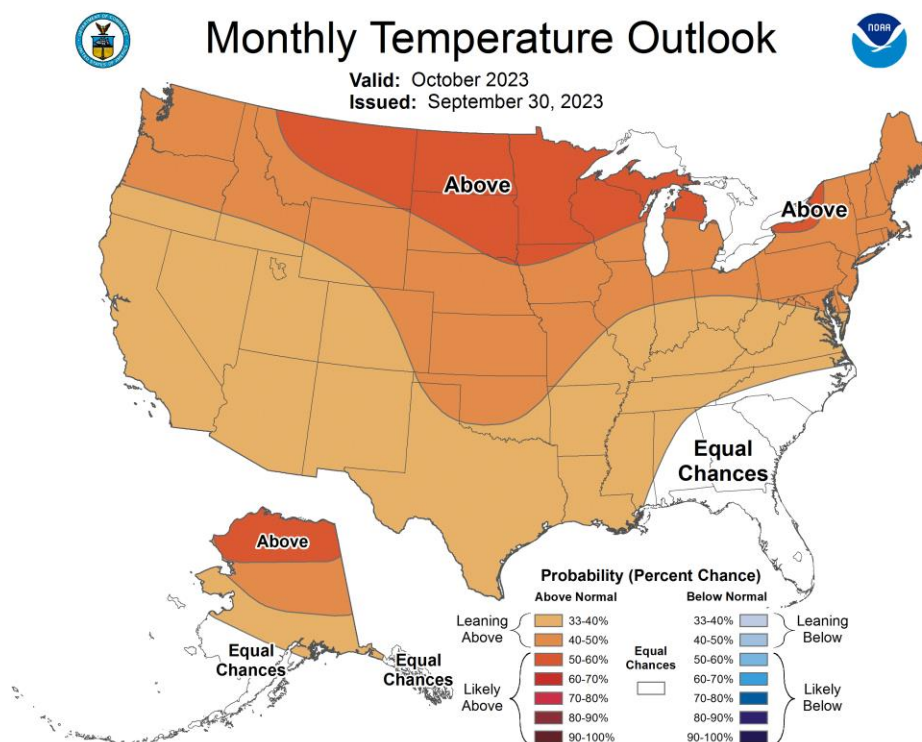 Monthly Temperature Outlook
NOAA
Valid: October 2023
Issued: September 30, 2023
Above
Above
Equal
Chances
Above
Equal
Chances
Equal
Chances
Probability (Percent Chance)
Above Normal
Below Normal
Leaning
Above
33-40%
40-50%
Likely
Above
50-60%
60-70%
70-80%
80-90%
90-100%
Equal
Chances
33-40%
40-50%
Leaning
Below
50-60%
60-70%
70-80%
80-90%
90-100%
Likely
Below